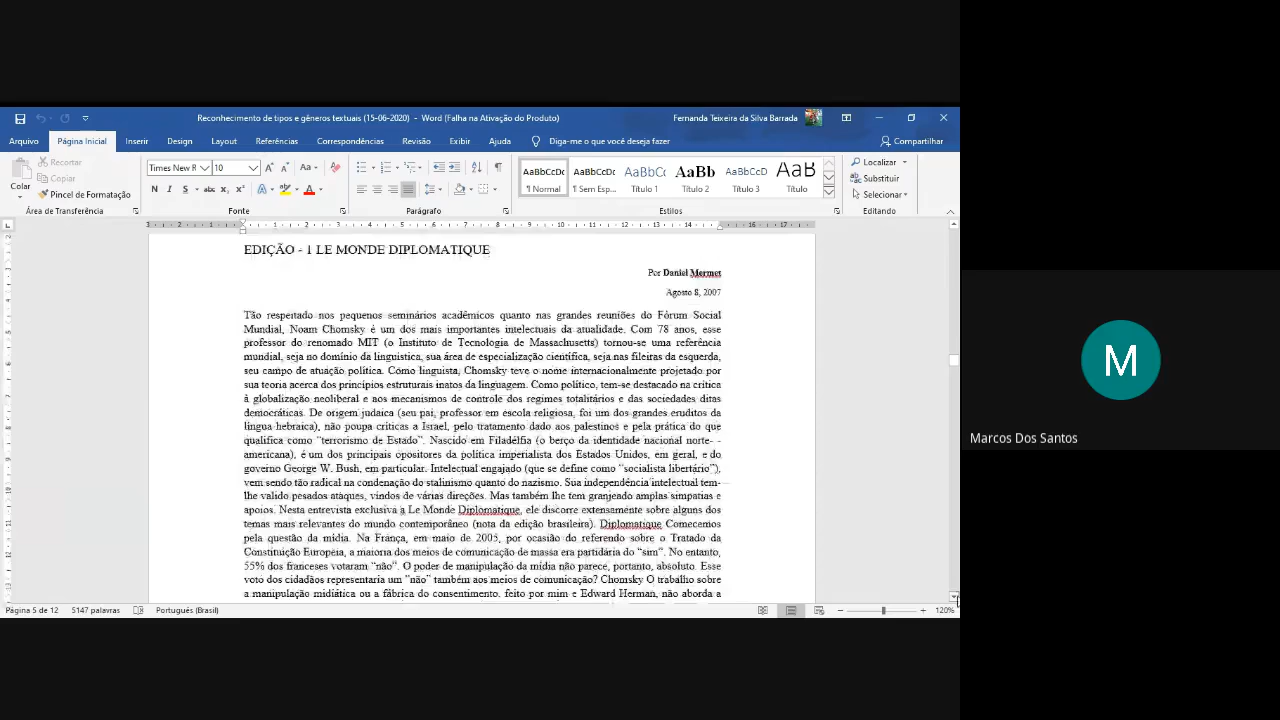 Reconhecimento de tipos e gêneros textuais (15-06-2020) - Word (Falha na Ativação do Produto)
Fernanda Teixeira da Silva Barrada
Arquivo Página Inicial Inserir Design Layout Referências Correspondências Revisão Exibir Ajuda Diga-me o que você deseja fazer Compartilhar
Colar
Recortar
Copiar
Pincel de Formatação
Times New R 10
AaBbCcDc AaBbCcDc AaBbCc AaBb AaBbCcD AaB
¶ Normal ¶ Sem Esp... Título 1 Título 2 Título 3 Título
Localizar
Substituir
Selecionar
Área de Transferência Fonte Parágrafo Estilos Editando
EDIÇÃO - 1 LE MONDE DIPLOMATIQUE
Por Daniel Mermet
Agosto 8, 2007
Tão respeitado nos pequenos seminários acadêmicos quanto nas grandes reuniões do Fórum Social
Mundial, Noam Chomsky é um dos mais importantes intelectuais da atualidade. Com 78 anos, esse
professor do renomado MIT (o Instituto de Tecnologia de Massachusetts) tornou-se uma referência
mundial, seja no domínio da linguística, sua área de especialização científica, seja nas fileiras da esquerda,
seu campo de atuação política. Como linguista, Chomsky teve o nome internacionalmente projetado por
sua teoria acerca dos princípios estruturais inatos da linguagem. Como político, tem-se destacado na crítica
à globalização neoliberal e aos mecanismos de controle dos regimes totalitários e das sociedades ditas
democráticas. De origem judaica (seu pai, professor em escola religiosa, foi um dos grandes eruditos da
língua hebraica), não poupa críticas a Israel, pelo tratamento dado aos palestinos e pela prática do que
qualifica como “terrorismo de Estado”. Nascido em Filadélfia (o berço da identidade nacional norte- -
americana), é um dos principais opositores da política imperialista dos Estados Unidos, em geral, e do
governo George W. Bush, em particular. Intelectual engajado (que se define como “socialista libertário”),
vem sendo tão radical na condenação do stalinismo quanto do nazismo. Sua independência intelectual tem-
lhe valido pesados ataques, vindos de várias direções. Mas também lhe tem granjeado amplas simpatias e
apoios. Nesta entrevista exclusiva a Le Monde Diplomatique, ele discorre extensamente sobre alguns dos
temas mais relevantes do mundo contemporâneo (nota da edição brasileira). Diplomatique Comecemos
pela questão da mídia. Na França, em maio de 2005, por ocasião do referendo sobre o Tratado da
Constituição Européia, a maioria dos meios de comunicação de massa era partidária do “sim”. No entanto,
55% dos franceses votaram “não”. O poder de manipulação da mídia não parece, portanto, absoluto. Esse
voto dos cidadãos representaria um “não” também aos meios de comunicação? Chomsky O trabalho sobre
a manipulação midiática ou a fábrica do consentimento, feito por mim e Edward Herman, não aborda a
Página 5 de 12 5147 palavras Português (Brasil) 120%
M
Marcos Dos Santos